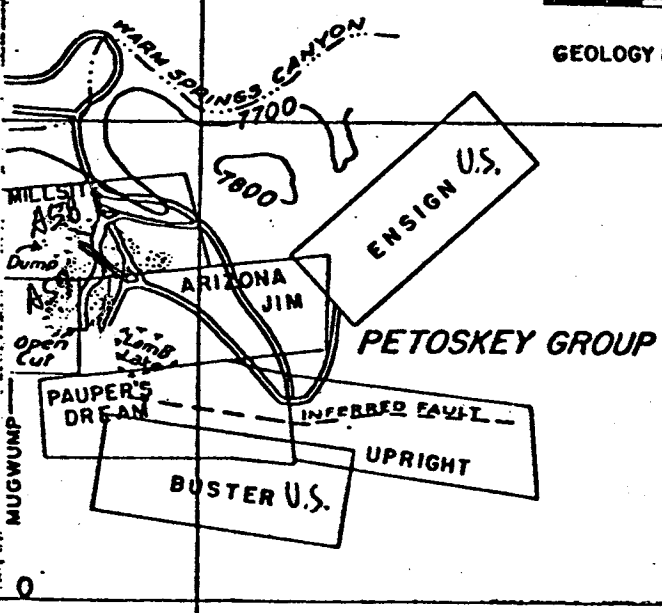 WARM SPRINGS CANYON
GEOLOGY
7700
7800
ENSIGN U.S.
MILLSITE
Dump
ARIZONA
JIM
Open
Cut
PETOSKEY GROUP
PAUPER'S
DREAM
INFERRED FAULT
UPRIGHT
BUSTER U.S.
MUGWUMP
0